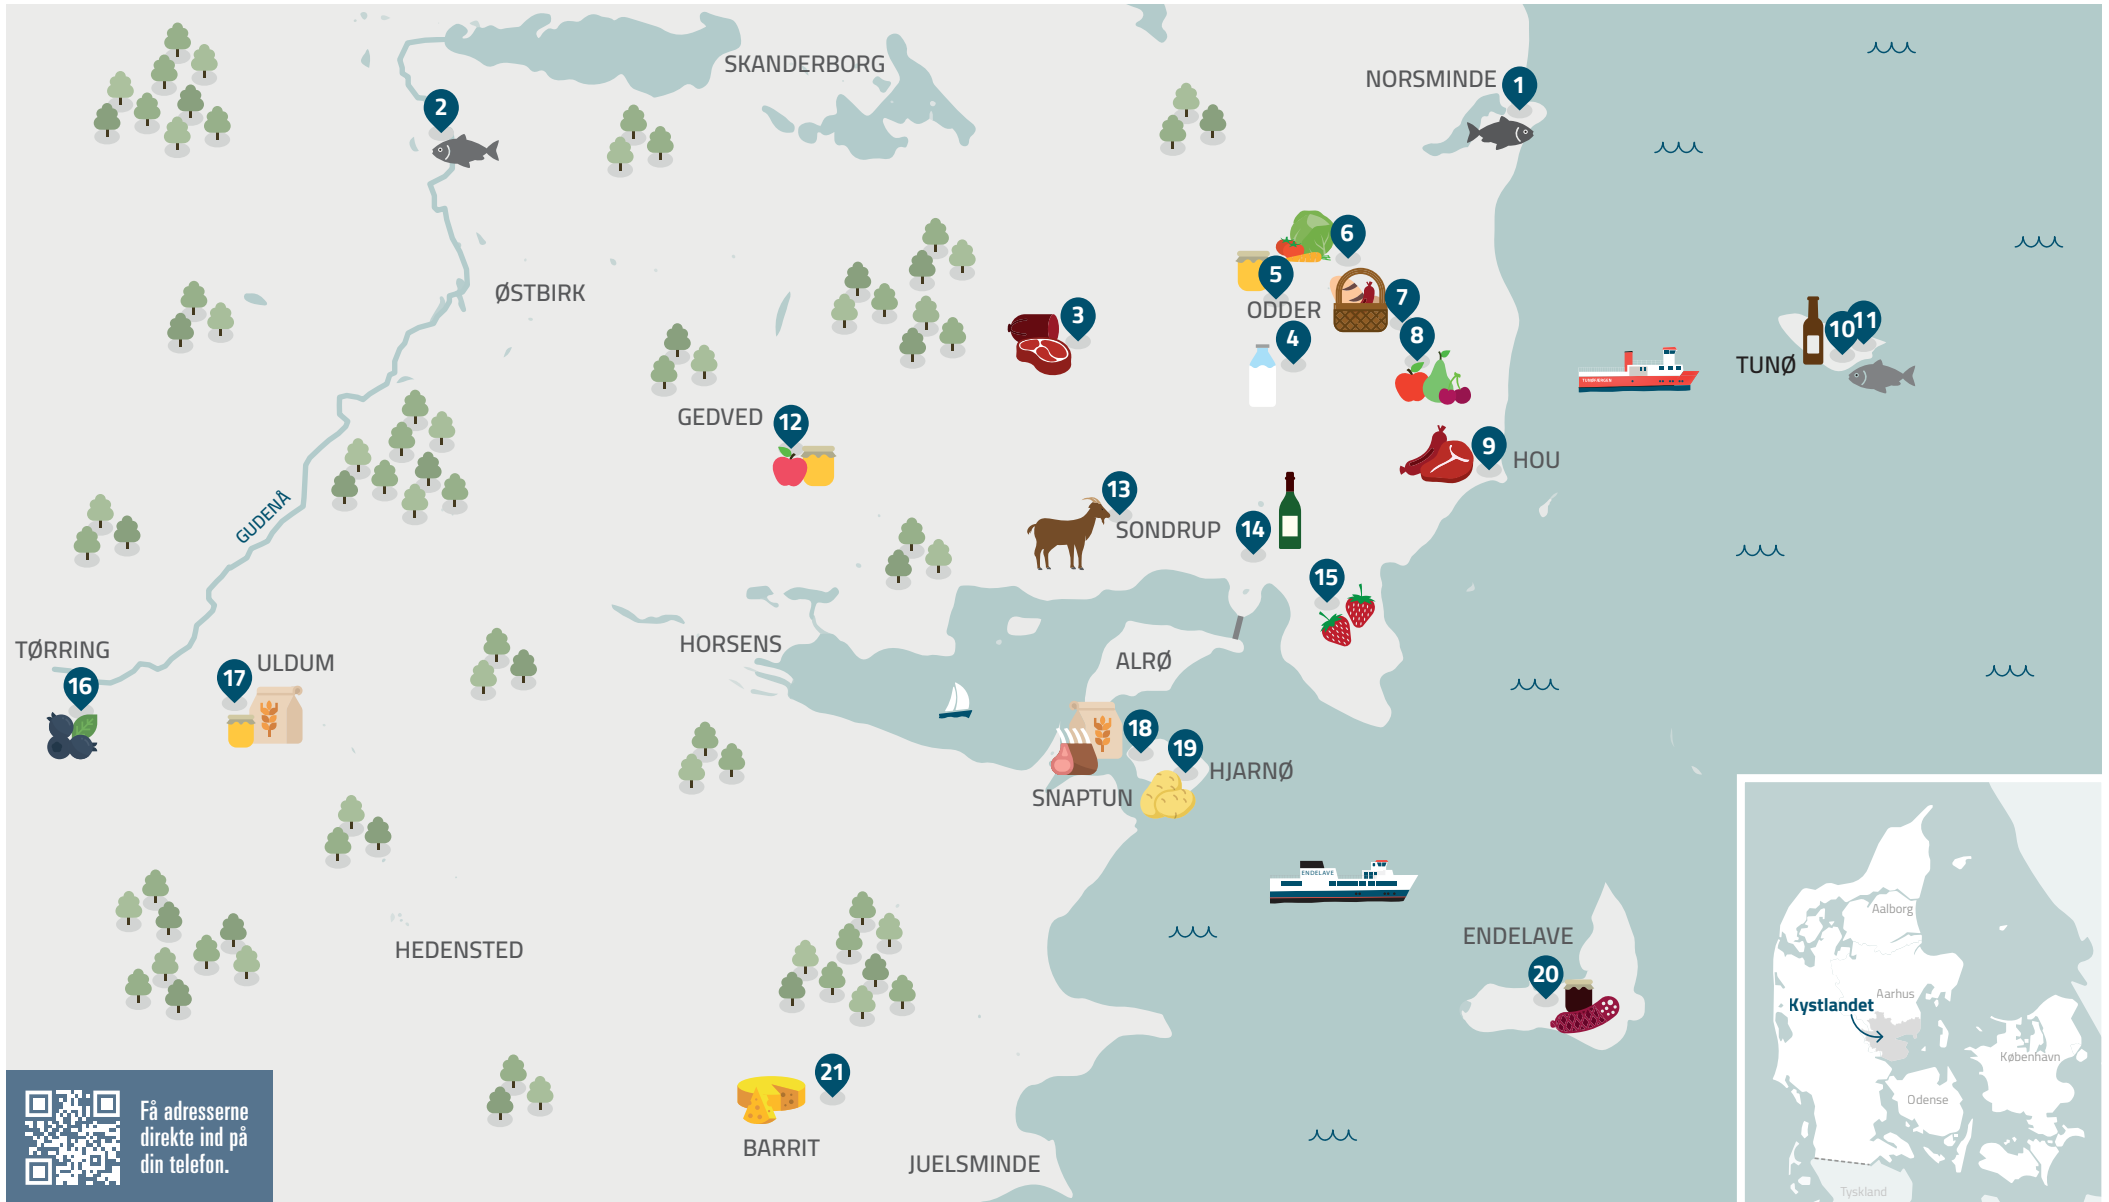 SKANDERBORG
NORSMINDE
1
2
6
5
ØSTBIRK
7
ODDER
3
4
8
10
11
TUNØ
TUNØFÆRGEN
GEDVED
12
9
HOU
13
SONDRUP
14
GUDENÅ
15
TØRRING
16
17
ULDUM
HORSENS
ALRØ
18
19
HJARNØ
SNAPTUN
ENDELAVE
ENDELAVE
20
HEDENSTED
21
BARRIT
JUELSMINDE
Få adresserne
direkte ind på
din telefon.
Aalborg
Aarhus
Kystlandet
København
Odense
Tyskland